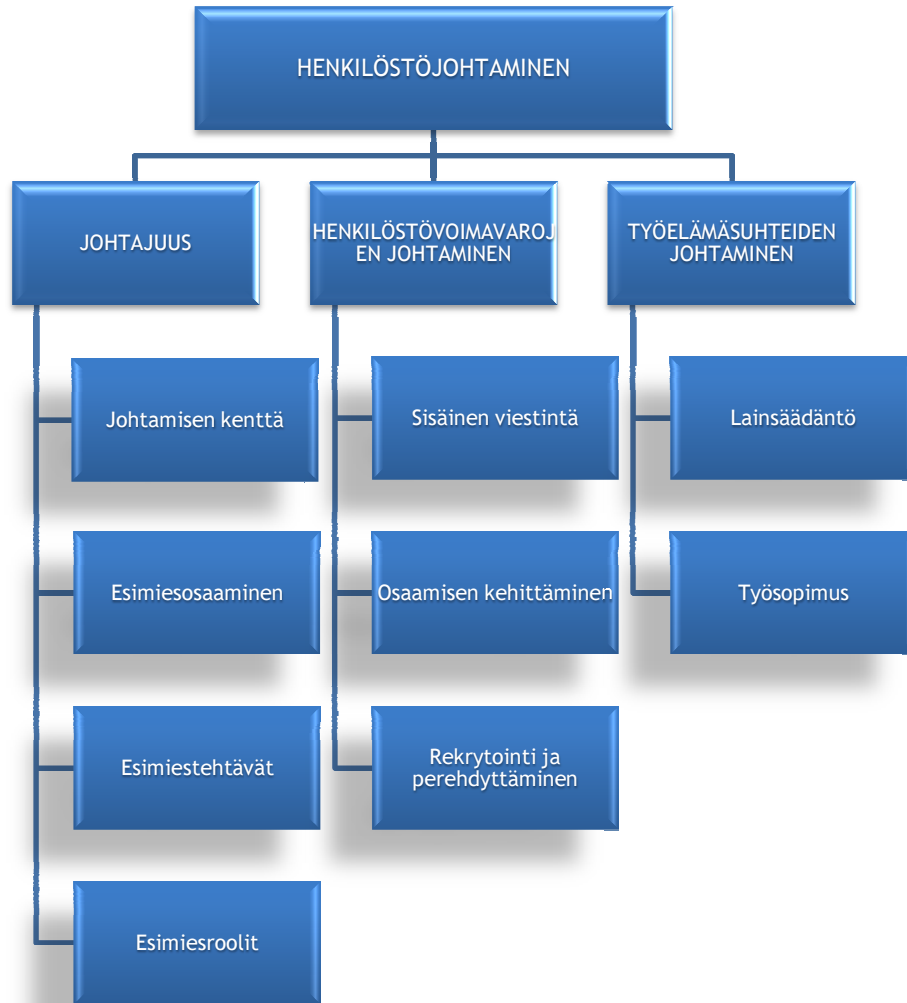 HENKILÖSTÖJOHTAMINEN
JOHTAJUUS
HENKILÖSTÖVOIMAVAROJ
EN JOHTAMINEN
TYÖELÄMÄSUHTEIDEN
JOHTAMINEN
Johtamisen kenttä
Sisäinen viestintä
Lainsäädäntö
Esimiesosaaminen
Osaamisen kehittäminen
Työsopimus
Esimiestehtävät
Rekrytointi ja
perehdyttäminen
Esimiesroolit